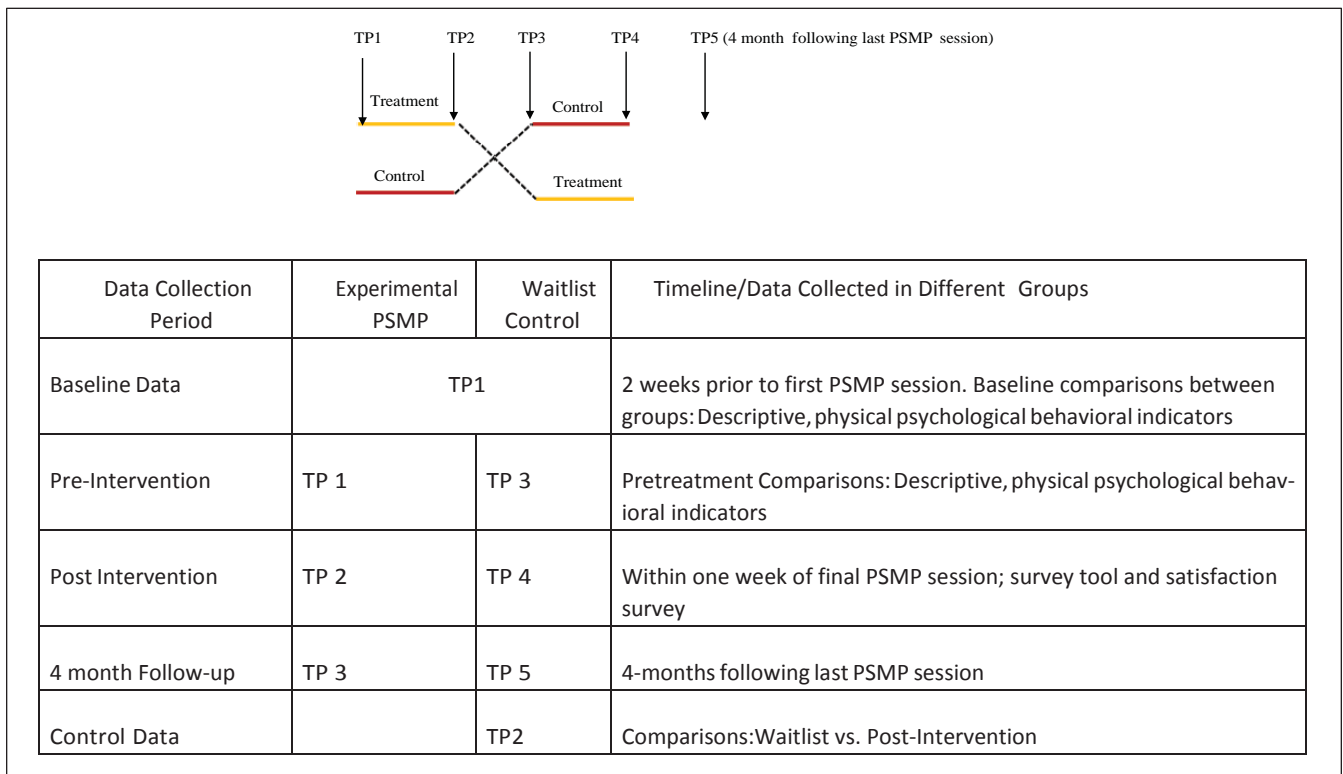 TP1 TP2 TP3 TP4 TP5 (4 month following last PSMP session)
Treatment Control
Control Treatment
Data Collection Period
Experimental PSMP
Waitlist Control
Timeline/Data Collected in Different Groups
Baseline Data
TP1
2 weeks prior to first PSMP session. Baseline comparisons between
groups: Descriptive, physical psychological behavioral indicators
Pre-Intervention
TP 1
TP 3
Pretreatment Comparisons: Descriptive, physical psychological behav-
ioral indicators
Post Intervention
TP 2
TP 4
Within one week of final PSMP session; survey tool and satisfaction
survey
4 month Follow-up
TP 3
TP 5
4-months following last PSMP session
Control Data
TP2
Comparisons:Waitlist vs. Post-Intervention